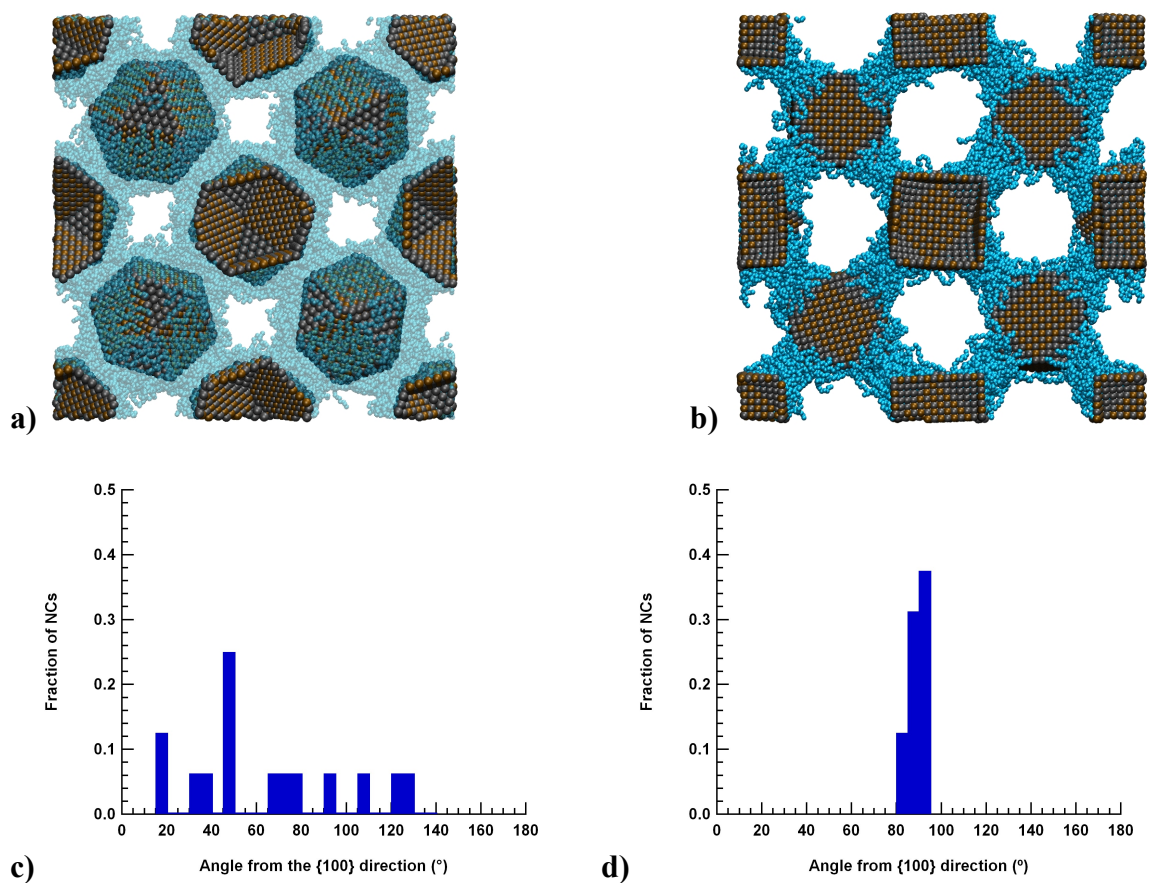 a)
b)
0.5
0.4
0.3
0.2
0.1
0.0
Fraction of NCs
0 20 40 60 80 100 120 140 160 180
Angle from the {100} direction (°)
c)
0.5
0.4
0.3
0.2
0.1
0.0
Fraction of NCs
0 20 40 60 80 100 120 140 160 180
Angle from {100} direction (º)
d)